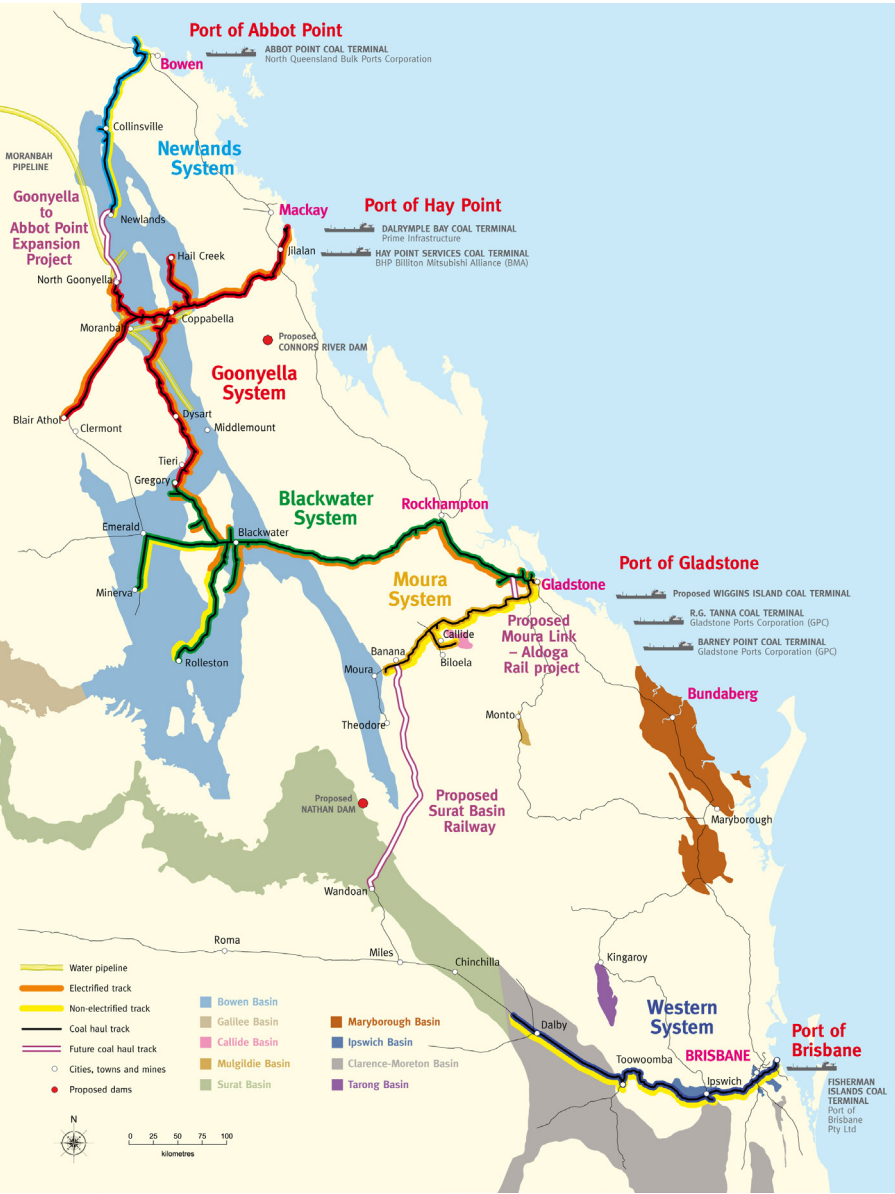 Port of Abbot Point
ABBOT POINT COAL TERMINAL
North Queensland Bulk Ports Corporation
Bowen
Collinsville
Newlands
System
MORANBAH
PIPELINE
Goonyella
to
Abbot Point
Expansion
Project
Newlands
Mackay
Port of Hay Point
DALRYMPLE BAY COAL TERMINAL
Prime Infrastructure
HAY POINT SERVICES COAL TERMINAL
BHP Billiton Mitsubishi Alliance (BMA)
Jilalan
Hail Creek
North Goonyella
Coppabella
Moranbah
Proposed
CONNORS RIVER DAM
Goonyella
System
Blair Athol
Clermont
Dysart
Middlemount
Tieri
Gregory
Blackwater
System
Rockhampton
Emerald
Blackwater
Port of Gladstone
Minerva
Moura
System
Gladstone
Proposed WIGGINS ISLAND COAL TERMINAL
R.G. TANNA COAL TERMINAL
Gladstone Ports Corporation (GPC)
BARNEY POINT COAL TERMINAL
Gladstone Ports Corporation (GPC)
Proposed
Moura Link
– Aldoga
Rail project
Callide
Banana
Biloela
Rolleston
Moura
Bundaberg
Theodore
Monto
Proposed
NATHAN DAM
Proposed
Surat Basin
Railway
Maryborough
Wandoan
Roma
Miles
Chinchilla
Kingaroy
Water pipeline
Electrified track
Non-electrified track
Coal haul track
Future coal haul track
Cities, towns and mines
Proposed dams
Bowen Basin
Galilee Basin
Callide Basin
Mulgildie Basin
Surat Basin
Maryborough Basin
Ipswich Basin
Clarence-Moreton Basin
Tarong Basin
Western
System
Dalby
Toowoomba
BRISBANE
Ipswich
Port of
Brisbane
FISHERMAN
ISLANDS COAL
TERMINAL
Port of
Brisbane
Pty Ltd
N
0 25 50 75 100
kilometres